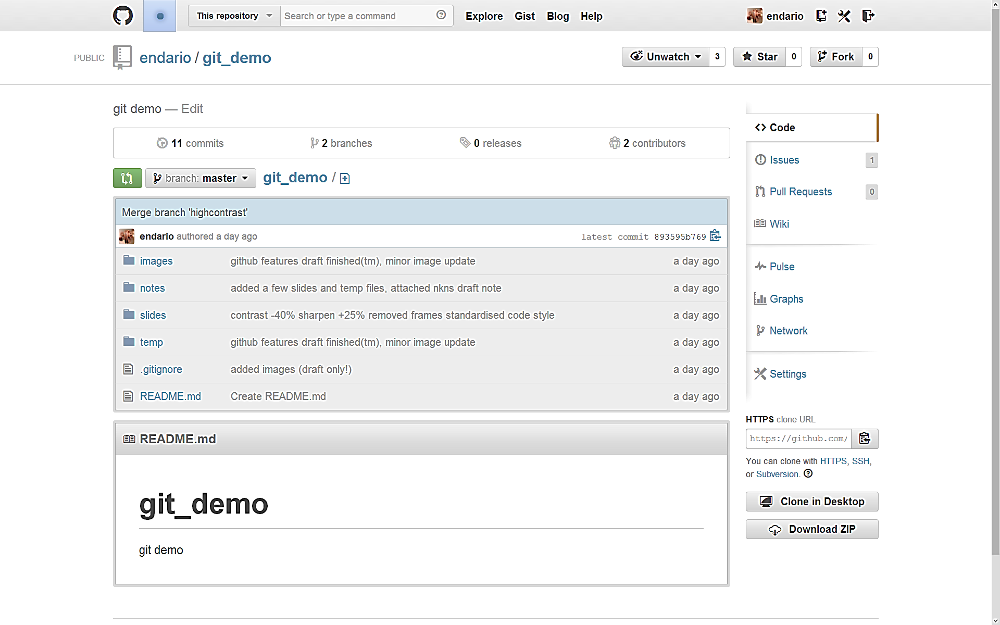 This repository Search or type a command Explore Gist Blog Help endario
PUBLIC endario / git_demo Unwatch 3 Star 0 Fork 0
git demo — Edit
11 commits 2 branches 0 releases 2 contributors
branch: master git_demo /
Merge branch 'highcontrast'
endario authored a day ago latest commit 893595b769
images github features draft finished(tm), minor image update a day ago
notes added a few slides and temp files, attached nkns draft note a day ago
slides contrast -40% sharpen +25% removed frames standardised code style a day ago
temp github features draft finished(tm), minor image update a day ago
.gitignore added images (draft only!) a day ago
README.md Create README.md a day ago
README.md
git_demo
git demo
Code
Issues 1
Pull Requests 0
Wiki
Pulse
Graphs
Network
Settings
HTTPS clone URL
https://github.com/
You can clone with HTTPS, SSH,
or Subversion.
Clone in Desktop
Download ZIP